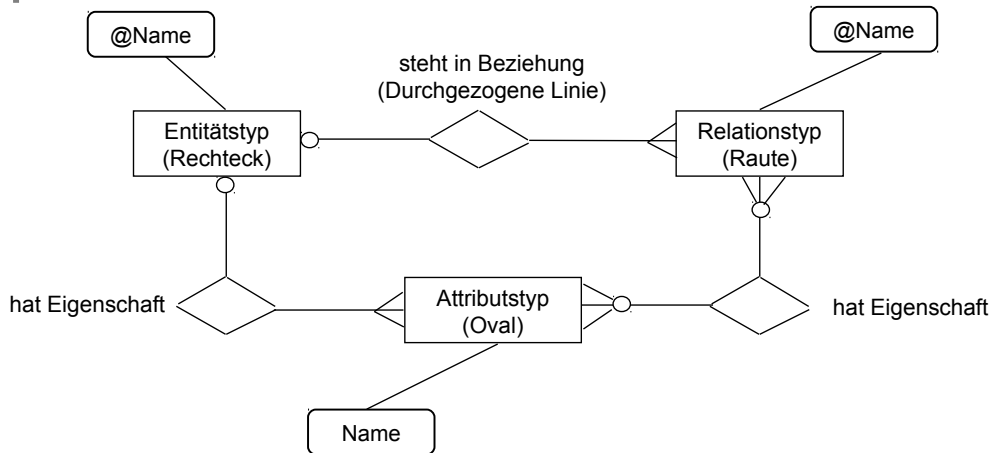 @Name
@Name
steht in Beziehung
(Durchgezogene Linie)
Entitätstyp
(Rechteck)
Relationstyp
(Raute)
hat Eigenschaft
Attributstyp
(Oval)
hat Eigenschaft
Name